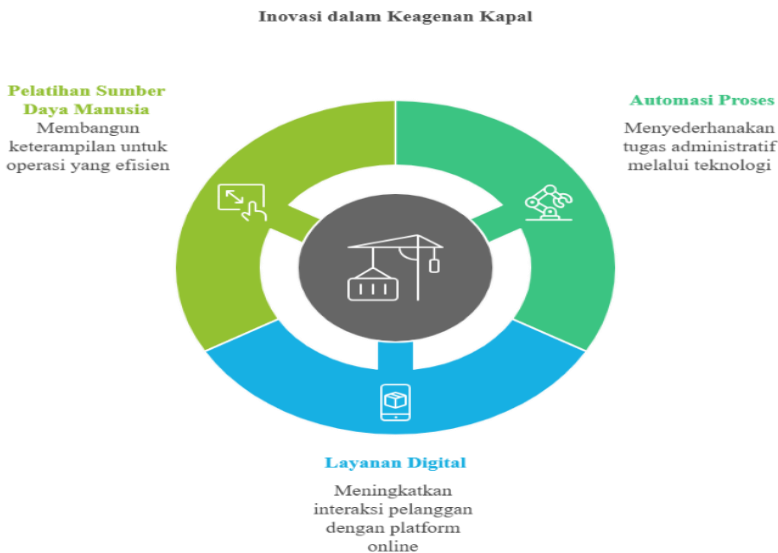 Inovasi dalam Keagenan Kapal
Pelatihan Sumber
Daya Manusia
Membangun
keterampilan untuk
operasi yang efisien
Automasi Proses
Menyederhanakan
tugas administratif
melalui teknologi
Layanan Digital
Meningkatkan
interaksi pelanggan
dengan platform
online